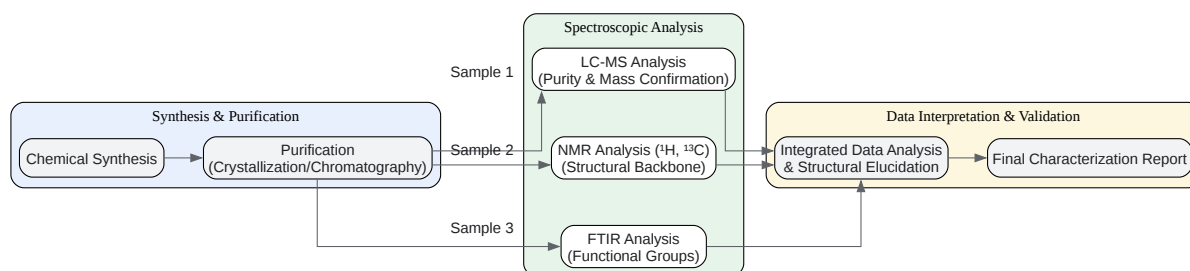 Spectroscopic Analysis
Sample 1
LC-MS Analysis
(Purity & Mass Confirmation)
Synthesis & Purification
Data Interpretation & Validation
Chemical Synthesis
Purification
(Crystallization/Chromatography)
Sample 2
NMR Analysis (¹H, ¹³C)
(Structural Backbone)
Integrated Data Analysis
& Structural Elucidation
Final Characterization Report
Sample 3
FTIR Analysis
(Functional Groups)